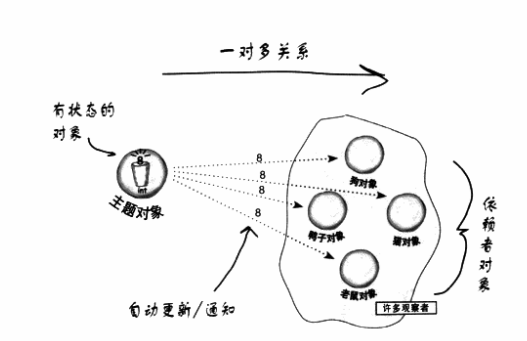 一对多关系
有状态的
对象
8
int
主题对象
8
8
8
8
狗对象
鸭子对象
猫对象
老鼠对象
许多观察者
依赖者对象
自动更新/通知